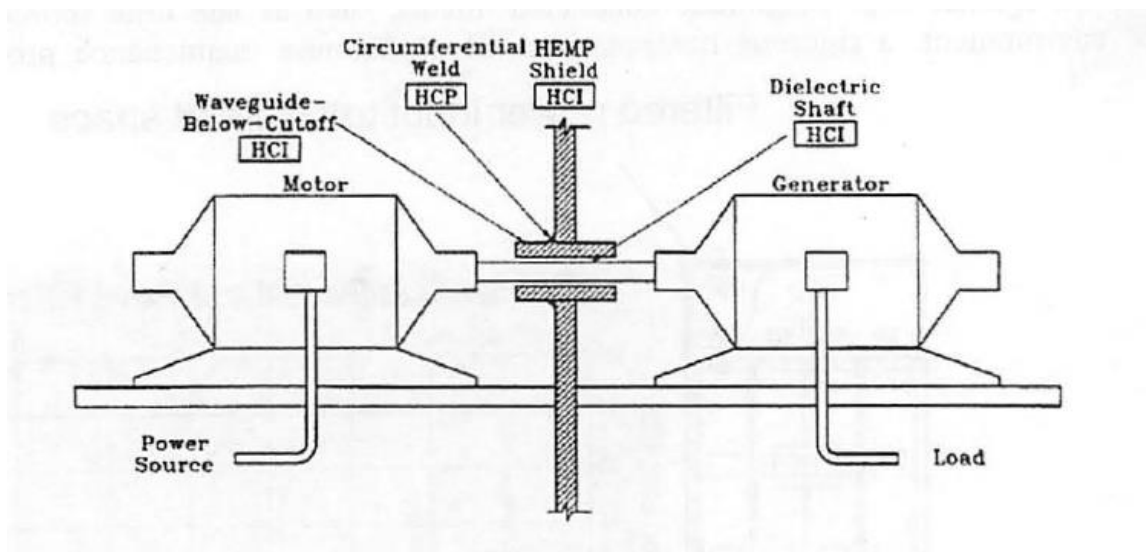 Circumferential HEMP
Weld Shield
HCP HCI
Waveguide-
Below-Cutoff
HCI
Dielectric
Shaft
HCI
Motor
Generator
Power
Source
Load